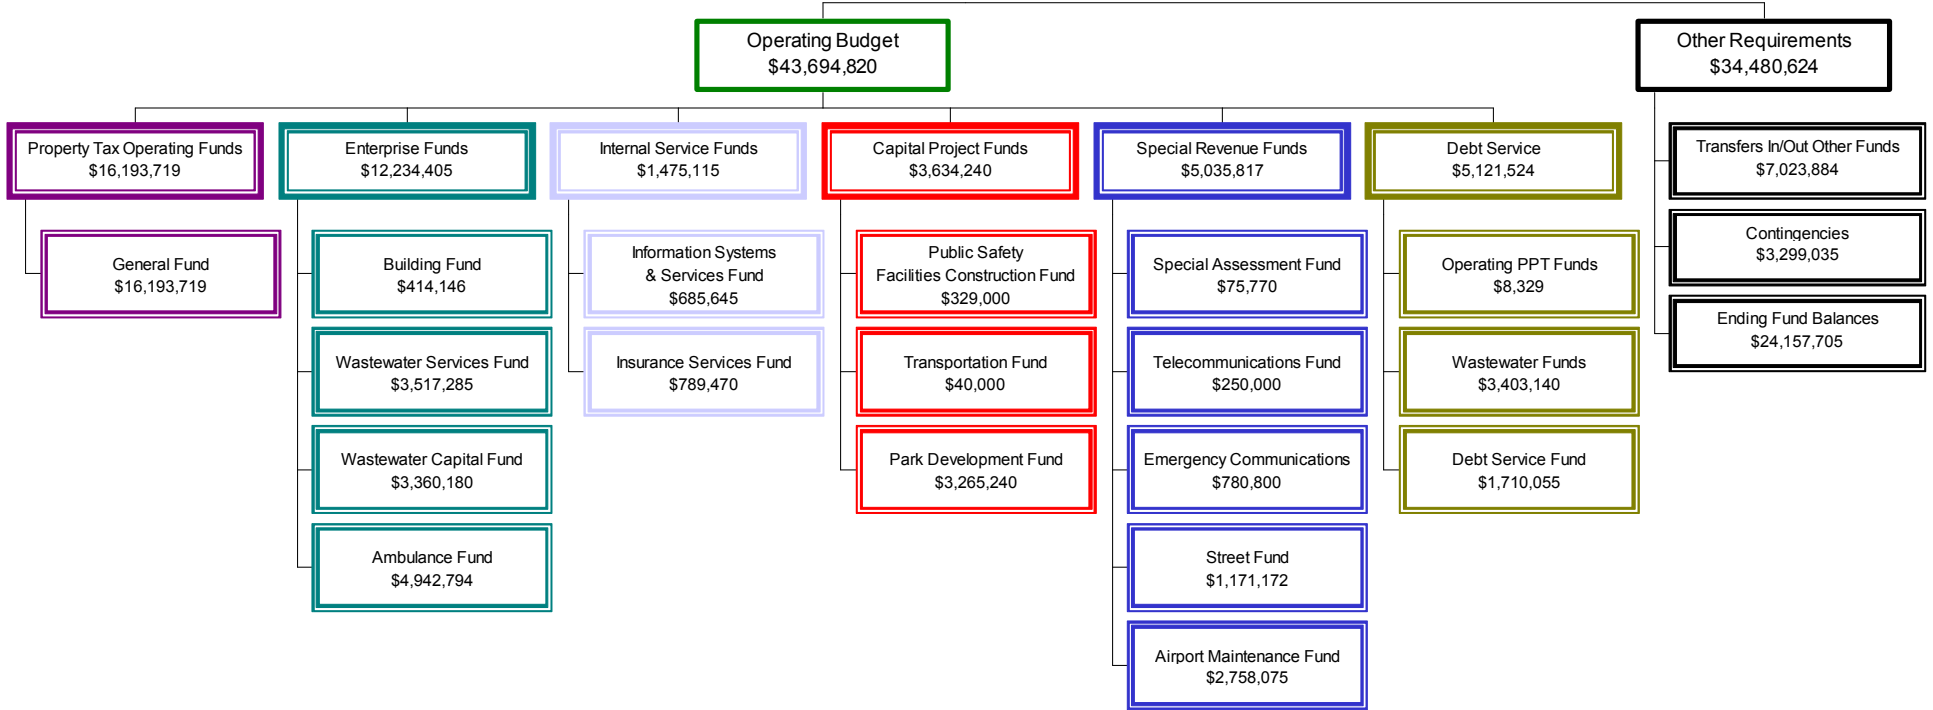 Operating Budget
$43,694,820
Other Requirements
$34,480,624
Property Tax Operating Funds
$16,193,719
General Fund
$16,193,719
Enterprise Funds
$12,234,405
Building Fund
$414,146
Wastewater Services Fund
$3,517,285
Wastewater Capital Fund
$3,360,180
Ambulance Fund
$4,942,794
Internal Service Funds
$1,475,115
Information Systems
& Services Fund
$685,645
Insurance Services Fund
$789,470
Capital Project Funds
$3,634,240
Public Safety
Facilities Construction Fund
$329,000
Transportation Fund
$40,000
Park Development Fund
$3,265,240
Special Revenue Funds
$5,035,817
Special Assessment Fund
$75,770
Telecommunications Fund
$250,000
Emergency Communications
$780,800
Street Fund
$1,171,172
Airport Maintenance Fund
$2,758,075
Debt Service
$5,121,524
Operating PPT Funds
$8,329
Wastewater Funds
$3,403,140
Debt Service Fund
$1,710,055
Transfers In/Out Other Funds
$7,023,884
Contingencies
$3,299,035
Ending Fund Balances
$24,157,705